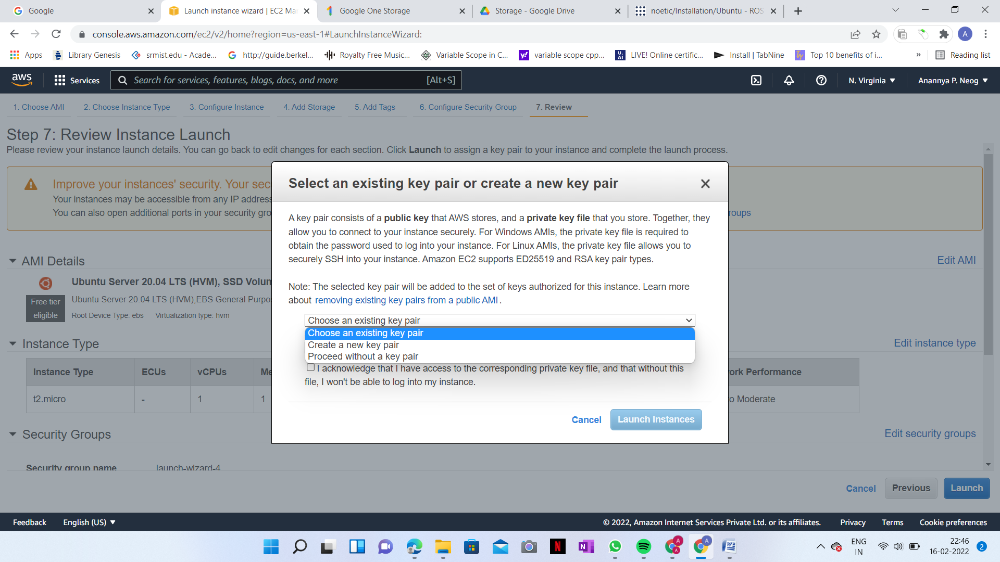 Google
Launch instance wizard | EC2 Mar
Google One Storage
Storage - Google Drive
noetic/Installation/Ubuntu - ROS
console.aws.amazon.com/ec2/v2/home?region=us-east-1#LaunchInstanceWizard:
A
Apps
Library Genesis
srmist.edu - Acade...
http://guide.berkel...
Royalty Free Music...
Variable Scope in C...
variable scope cpp...
LIVE! Online certific...
Install | TabNine
Top 10 benefits of i...
»
Reading list
aws
Services
Search for services, features, blogs, docs, and more
[Alt+S]
N. Virginia
Anannya P. Neog
1. Choose AMI
2. Choose Instance Type
3. Configure Instance
4. Add Storage
5. Add Tags
6. Configure Security Group
7. Review
Step 7: Review Instance Launch
Please review your instance launch details. You can go back to edit changes for each section. Click Launch to assign a key pair to your instance and complete the launch process.
Improve your instances' security. Your sec
Your instances may be accessible from any IP address
You can also open additional ports in your security gro
roups
Select an existing key pair or create a new key pair
A key pair consists of a public key that AWS stores, and a private key file that you store. Together, they
allow you to connect to your instance securely. For Windows AMIs, the private key file is required to
obtain the password used to log into your instance. For Linux AMIs, the private key file allows you to
securely SSH into your instance. Amazon EC2 supports ED25519 and RSA key pair types.
Note: The selected key pair will be added to the set of keys authorized for this instance. Learn more
about removing existing key pairs from a public AMI.
Choose an existing key pair
Choose an existing key pair
Create a new key pair
Proceed without a key pair
I acknowledge that I have access to the corresponding private key file, and that without this
file, I won't be able to log into my instance.
Cancel
Launch Instances
AMI Details
Edit AMI
Ubuntu Server 20.04 LTS (HVM), SSD Volum
Free tier
eligible
Ubuntu Server 20.04 LTS (HVM),EBS General Purpo
Root Device Type: ebs
Virtualization type: hvm
Instance Type
Edit instance type
Instance Type
ECUs
vCPUs
Me
ork Performance
t2.micro
-
1
1
o Moderate
Security Groups
Edit security groups
Security group name
launch-wizard-4
Cancel
Previous
Launch
Feedback
English (US)
© 2022, Amazon Internet Services Private Ltd. or its affiliates.
Privacy
Terms
Cookie preferences
ENG
IN
22:46
16-02-2022
2